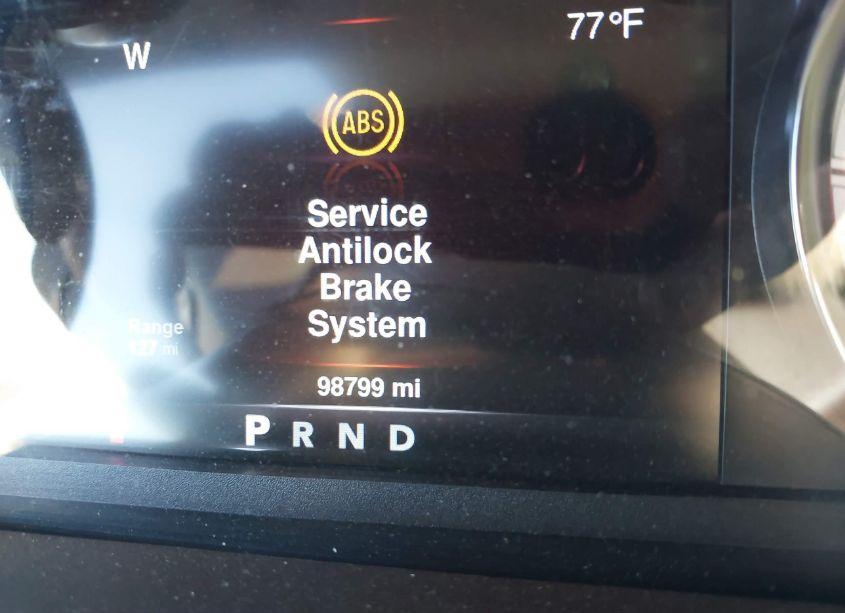 W
77°F
ABS
Service
Antilock
Brake
System
Range
127 mi
98799 mi
P R N D